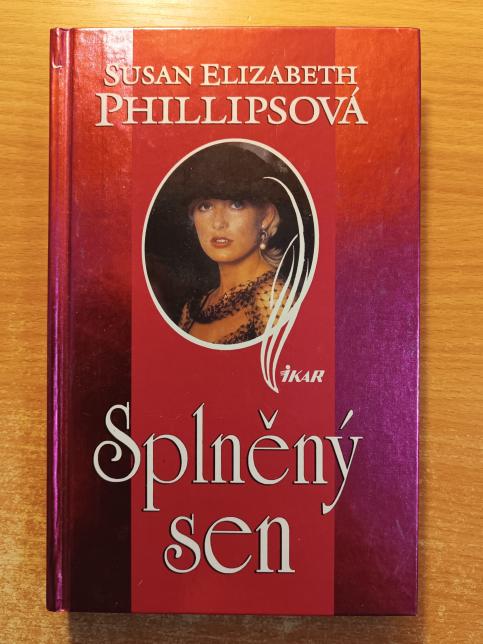 SUSAN ELIZABETH
PHILLIPSOVÁ
IKAR
Splněný
sen